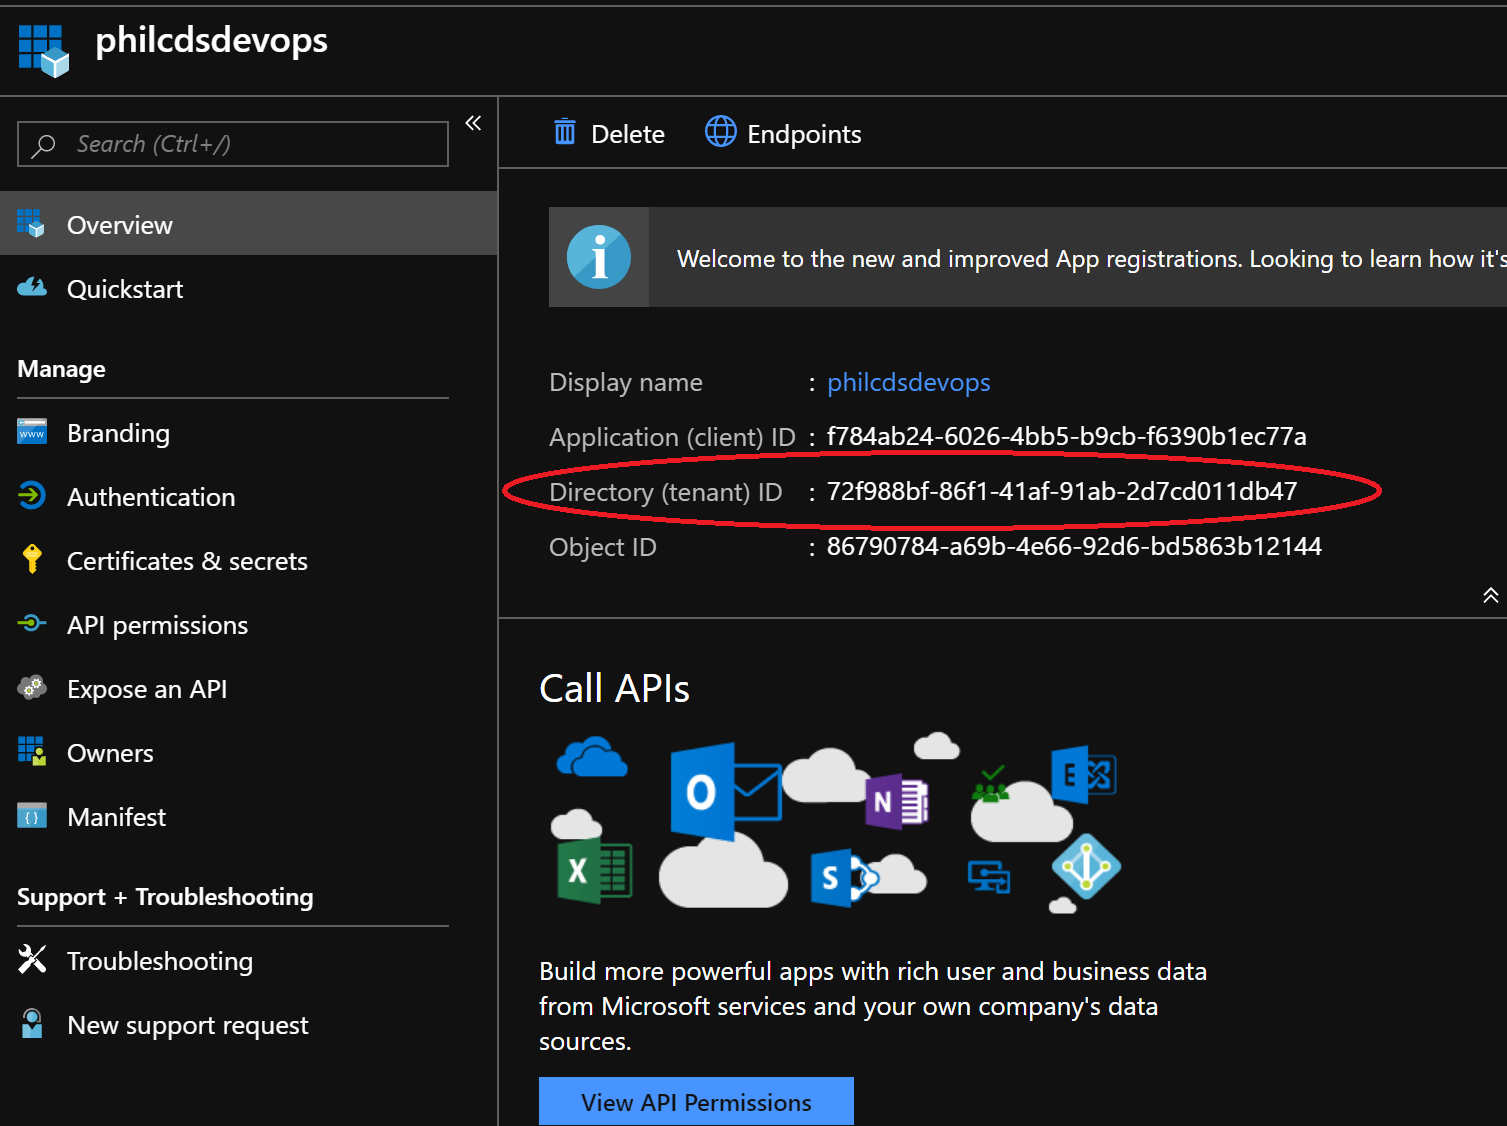 philcdsdevops
Search (Ctrl+/)
Overview
Quickstart
Manage
Branding
Authentication
Certificates & secrets
API permissions
Expose an API
Owners
Manifest
Support + Troubleshooting
Troubleshooting
New support request
Delete
Endpoints
Welcome to the new and improved App registrations. Looking to learn how it's
Display name : philcdsdevops
Application (client) ID : f784ab24-6026-4bb5-b9cb-f6390b1ec77a
Directory (tenant) ID : 72f988bf-86f1-41af-91ab-2d7cd011db47
Object ID : 86790784-a69b-4e66-92d6-bd5863b12144
Call APIs
Build more powerful apps with rich user and business data
from Microsoft services and your own company's data
sources.
View API Permissions